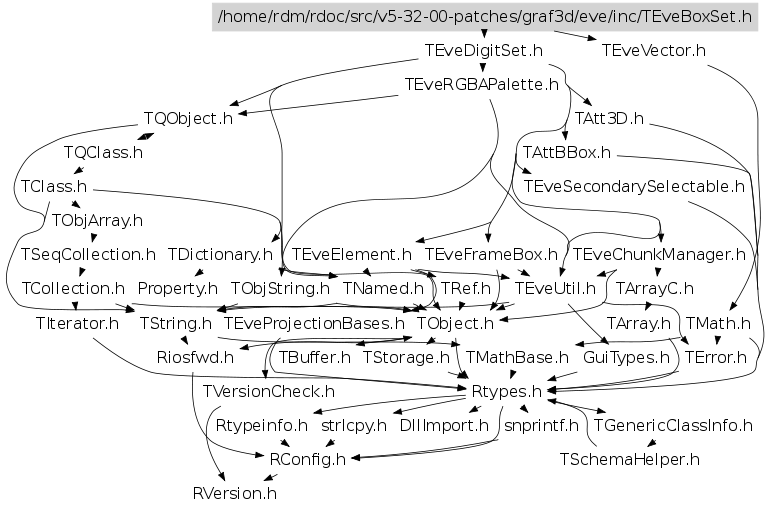 /home/rdm/rdoc/src/v5-32-00-patches/graf3d/eve/inc/TEveBoxSet.h
TEveDigitSet.h TEveVector.h
TEveRGBAPalette.h
TQObject.h TAtt3D.h
TQClass.h TAttBBox.h
TClass.h TEveSecondarySelectable.h
TObjArray.h
TSeqCollection.h TDictionary.h TEveElement.h TEveFrameBox.h TEveChunkManager.h
TCollection.h Property.h TObjString.h TNamed.h TRef.h TEveUtil.h TArrayC.h
TIterator.h TString.h TEveProjectionBases.h TObject.h TArray.h TMath.h
Riosfwd.h TBuffer.h TStorage.h TMathBase.h GuiTypes.h TError.h
TVersionCheck.h Rtypes.h
Rtypeinfo.h strlcpy.h DllImport.h snprintf.h TGenericClassInfo.h
RConfig.h TSchemaHelper.h
RVersion.h